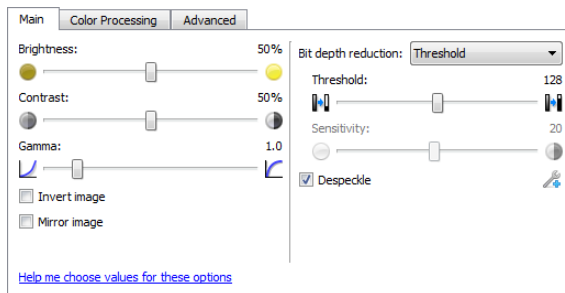 Main Color Processing Advanced
Brightness: 50%
Contrast: 50%
Gamma: 1.0
Invert image
Mirror image
Help me choose values for these options
Bit depth reduction: Threshold
Threshold: 128
Sensitivity: 20
Despeckle